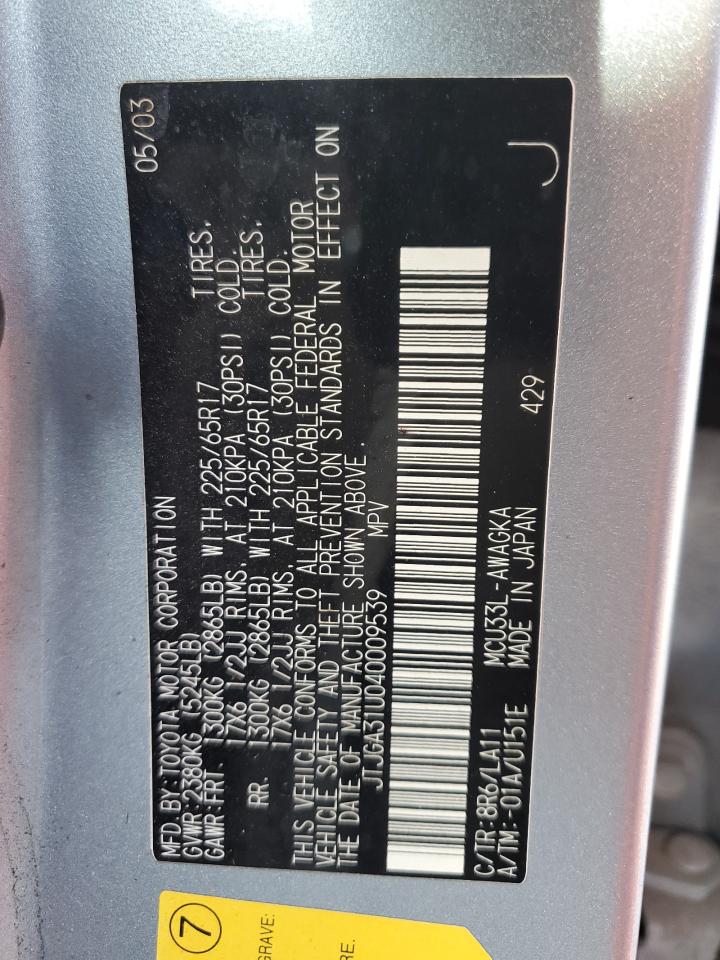 MFD. BY: TOYOTA MOTOR CORPORATION 05/03
GVWR 2380KG (5245LB)
GAWR FRT. 1300KG (2865LB) WITH 225/65R17 TIRES,
17X6 1/2JJ RIMS, AT 210KPA (30PSI) COLD.
RR. 1300KG (2865LB) WITH 225/65R17 TIRES,
17X6 1/2JJ RIMS, AT 210KPA (30PSI) COLD.
THIS VEHICLE CONFORMS TO ALL APPLICABLE FEDERAL MOTOR
VEHICLE SAFETY AND THEFT PREVENTION STANDARDS IN EFFECT ON
THE DATE OF MANUFACTURE SHOWN ABOVE.
JTJGA31U040009539 MPV
C/TR: 8R6/LA11 MCU33L-AWAGKA
A/TM: -01A/U151E MADE IN JAPAN 429
J
7
GRAVE:
RE.